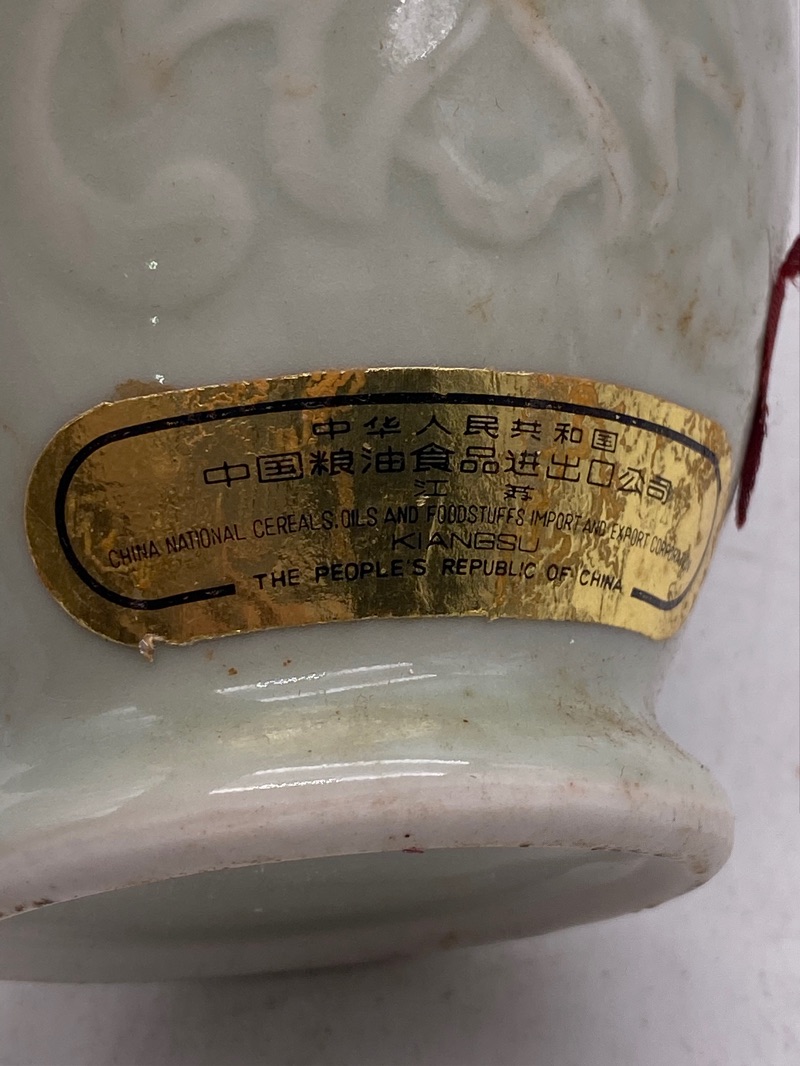 中华人民共和国
中国粮油食品进出口公司
江苏
CHINA NATIONAL CEREALS, OILS AND FOODSTUFFS IMPORT AND EXPORT CORPORATION
KIANGSU
THE PEOPLE'S REPUBLIC OF CHINA